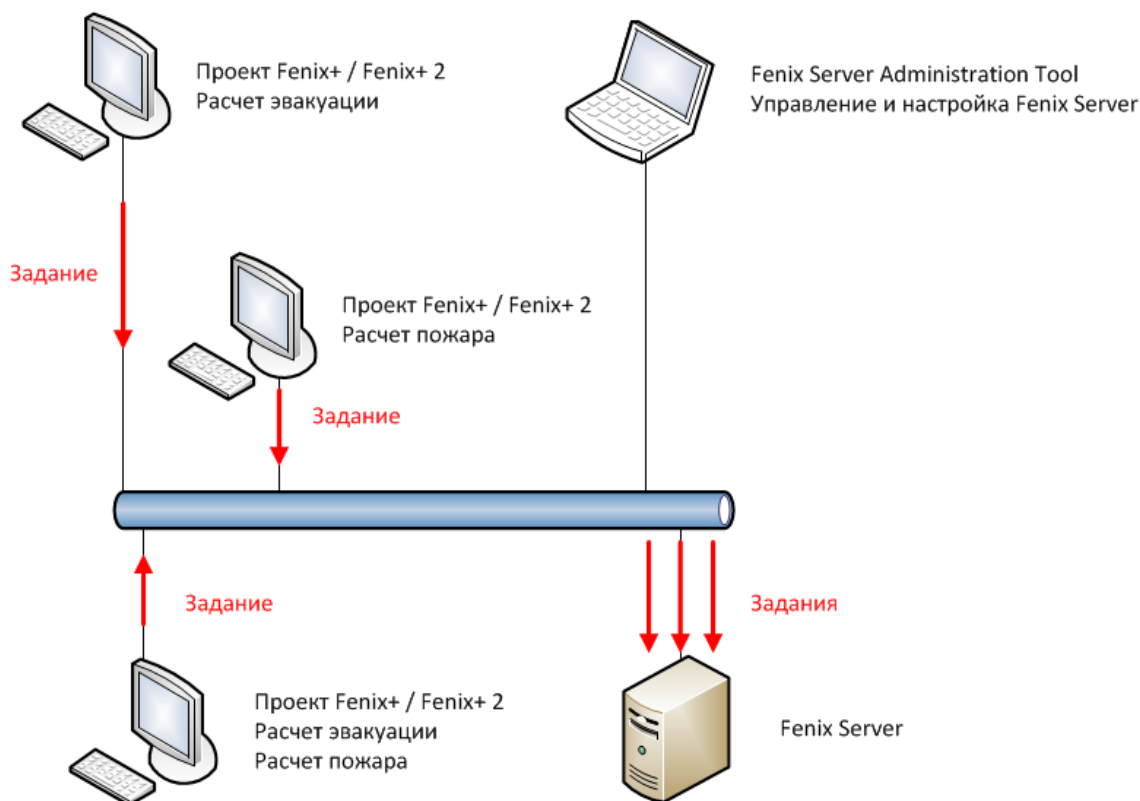 Проект Fenix+ / Fenix+ 2
Расчет эвакуации
Fenix Server Administration Tool
Управление и настройка Fenix Server
Задание
Проект Fenix+ / Fenix+ 2
Расчет пожара
Задание
Задание
Задания
Проект Fenix+ / Fenix+ 2
Расчет эвакуации
Расчет пожара
Fenix Server